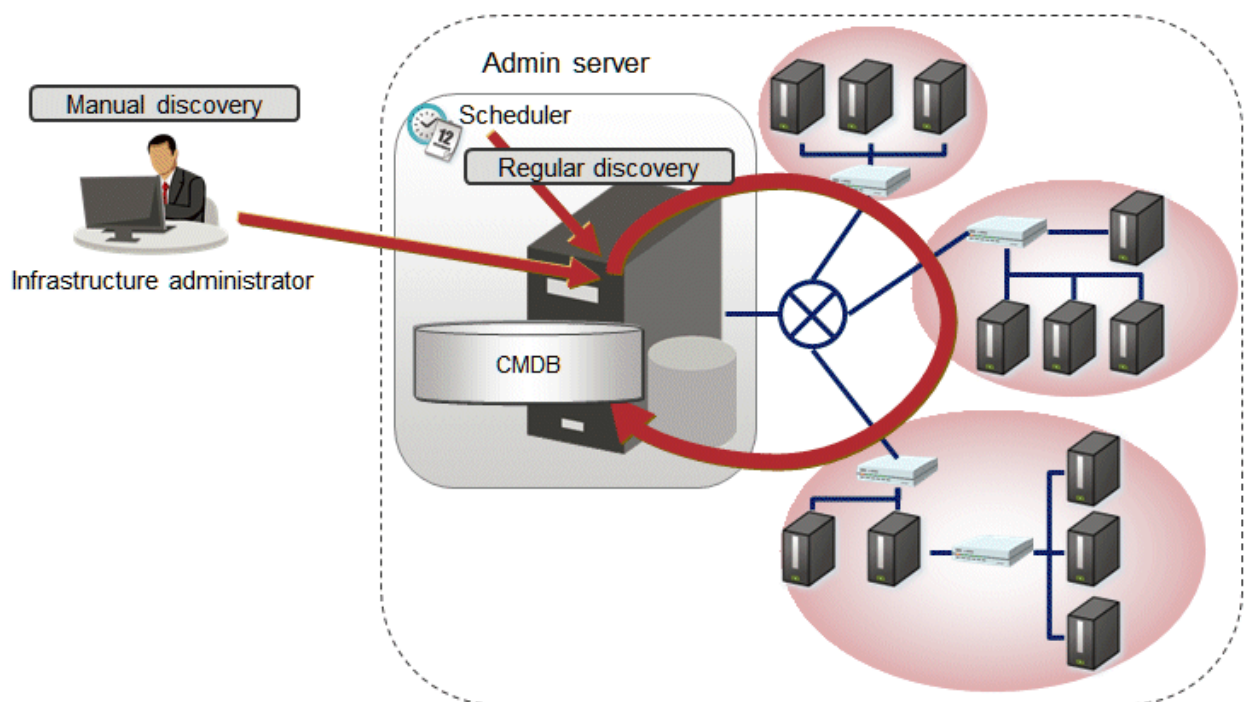 Admin server
Manual discovery
Scheduler
12
Regular discovery
Infrastructure administrator
CMDB